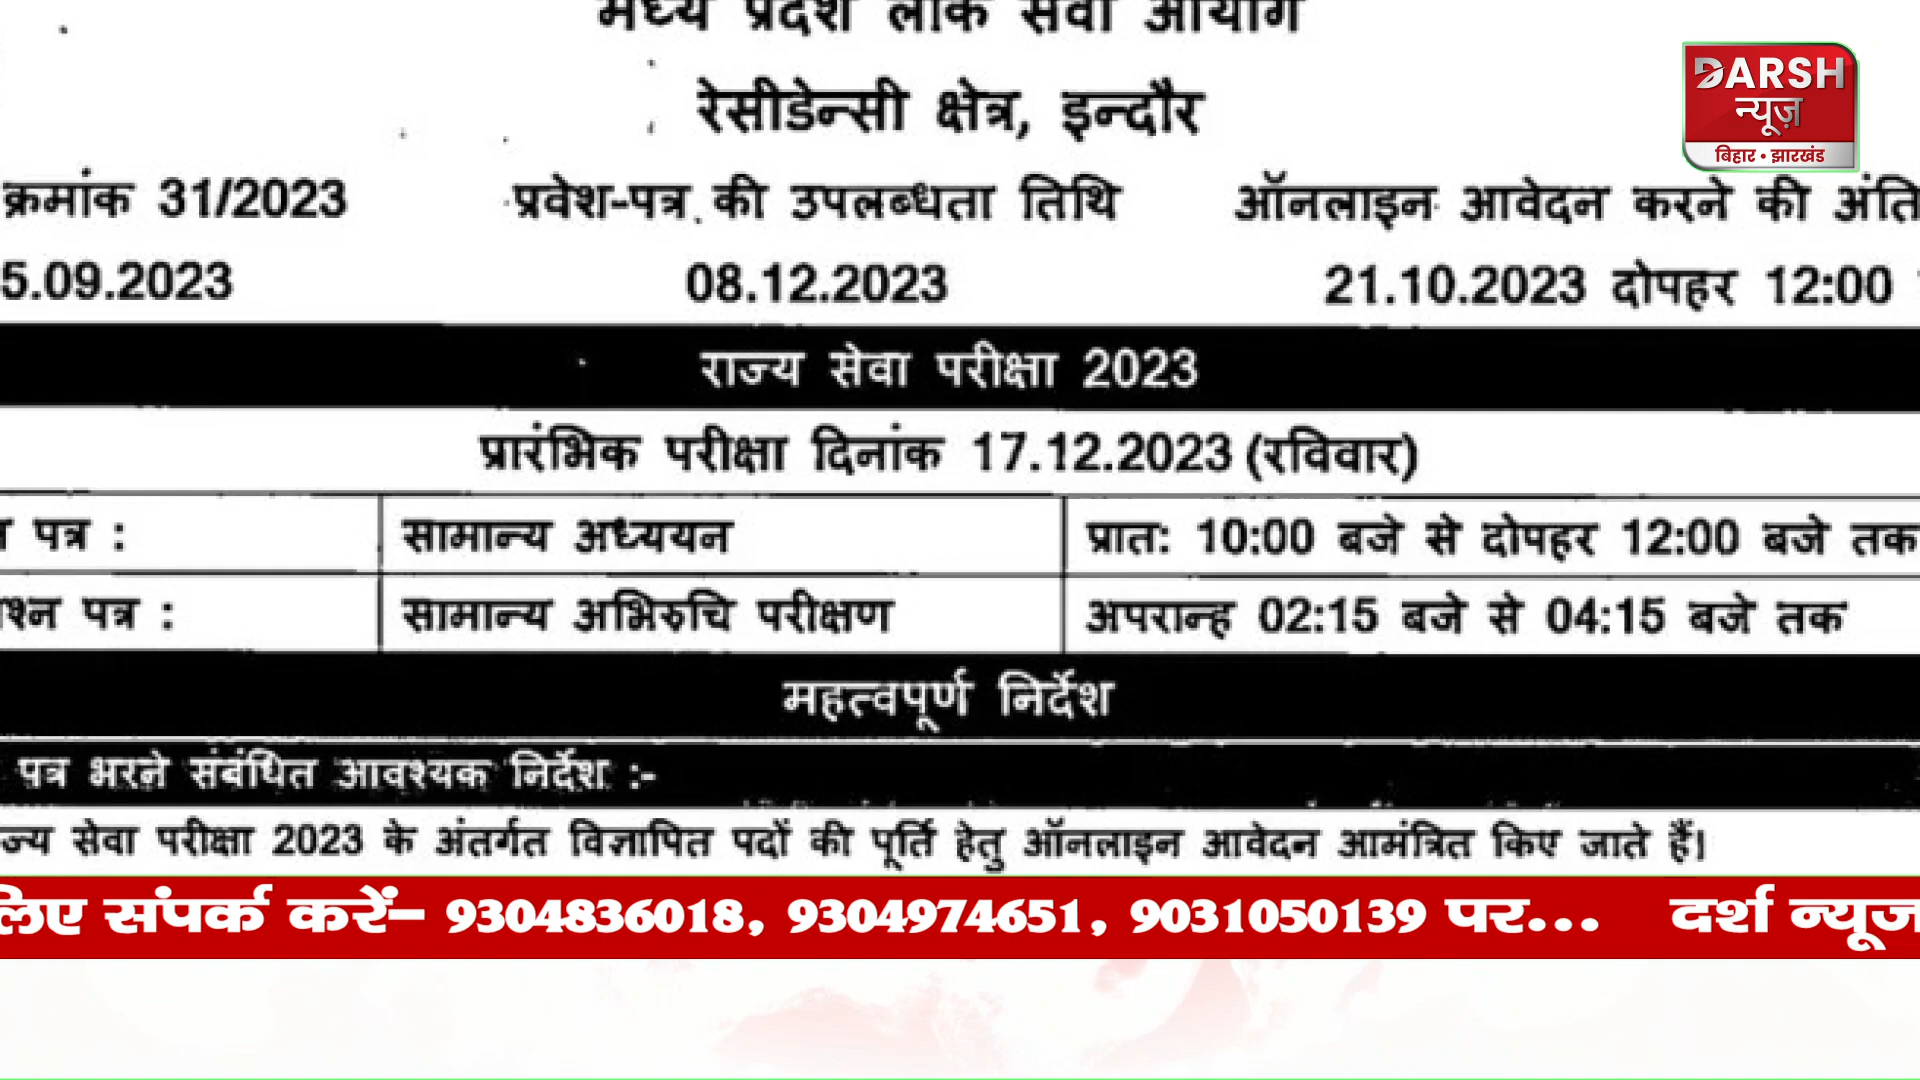 मध्य प्रदेश लोक सेवा आयोग
रेसीडेन्सी क्षेत्र, इन्दौर
DARSH
न्यूज़
बिहार • झारखंड
क्रमांक 31/2023 प्रवेश-पत्र की उपलब्धता तिथि ऑनलाइन आवेदन करने की अंति
5.09.2023 08.12.2023 21.10.2023 दोपहर 12:00
राज्य सेवा परीक्षा 2023
प्रारंभिक परीक्षा दिनांक 17.12.2023 (रविवार)
पत्र : सामान्य अध्ययन प्रात: 10:00 बजे से दोपहर 12:00 बजे तक
श्न पत्र : सामान्य अभिरुचि परीक्षण अपरान्ह 02:15 बजे से 04:15 बजे तक
महत्वपूर्ण निर्देश
पत्र भरने संबंधित आवश्यक निर्देश :-
ज्य सेवा परीक्षा 2023 के अंतर्गत विज्ञापित पदों की पूर्ति हेतु ऑनलाइन आवेदन आमंत्रित किए जाते हैं।
लिए संपर्क करें– 9304836018, 9304974651, 9031050139 पर... दर्श न्यूज